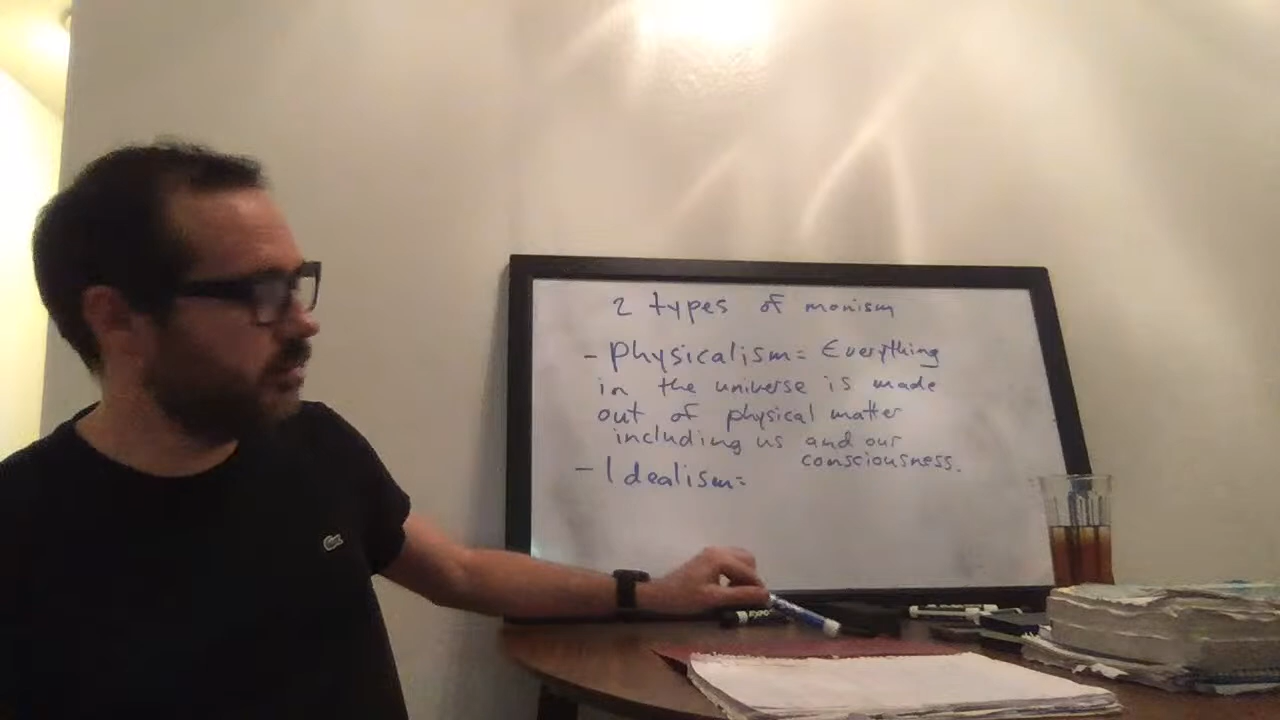 2 types of monism
- Physicalism= Everything
in the universe is made
out of physical matter
including us and our
consciousness.
- Idealism=
EXPO